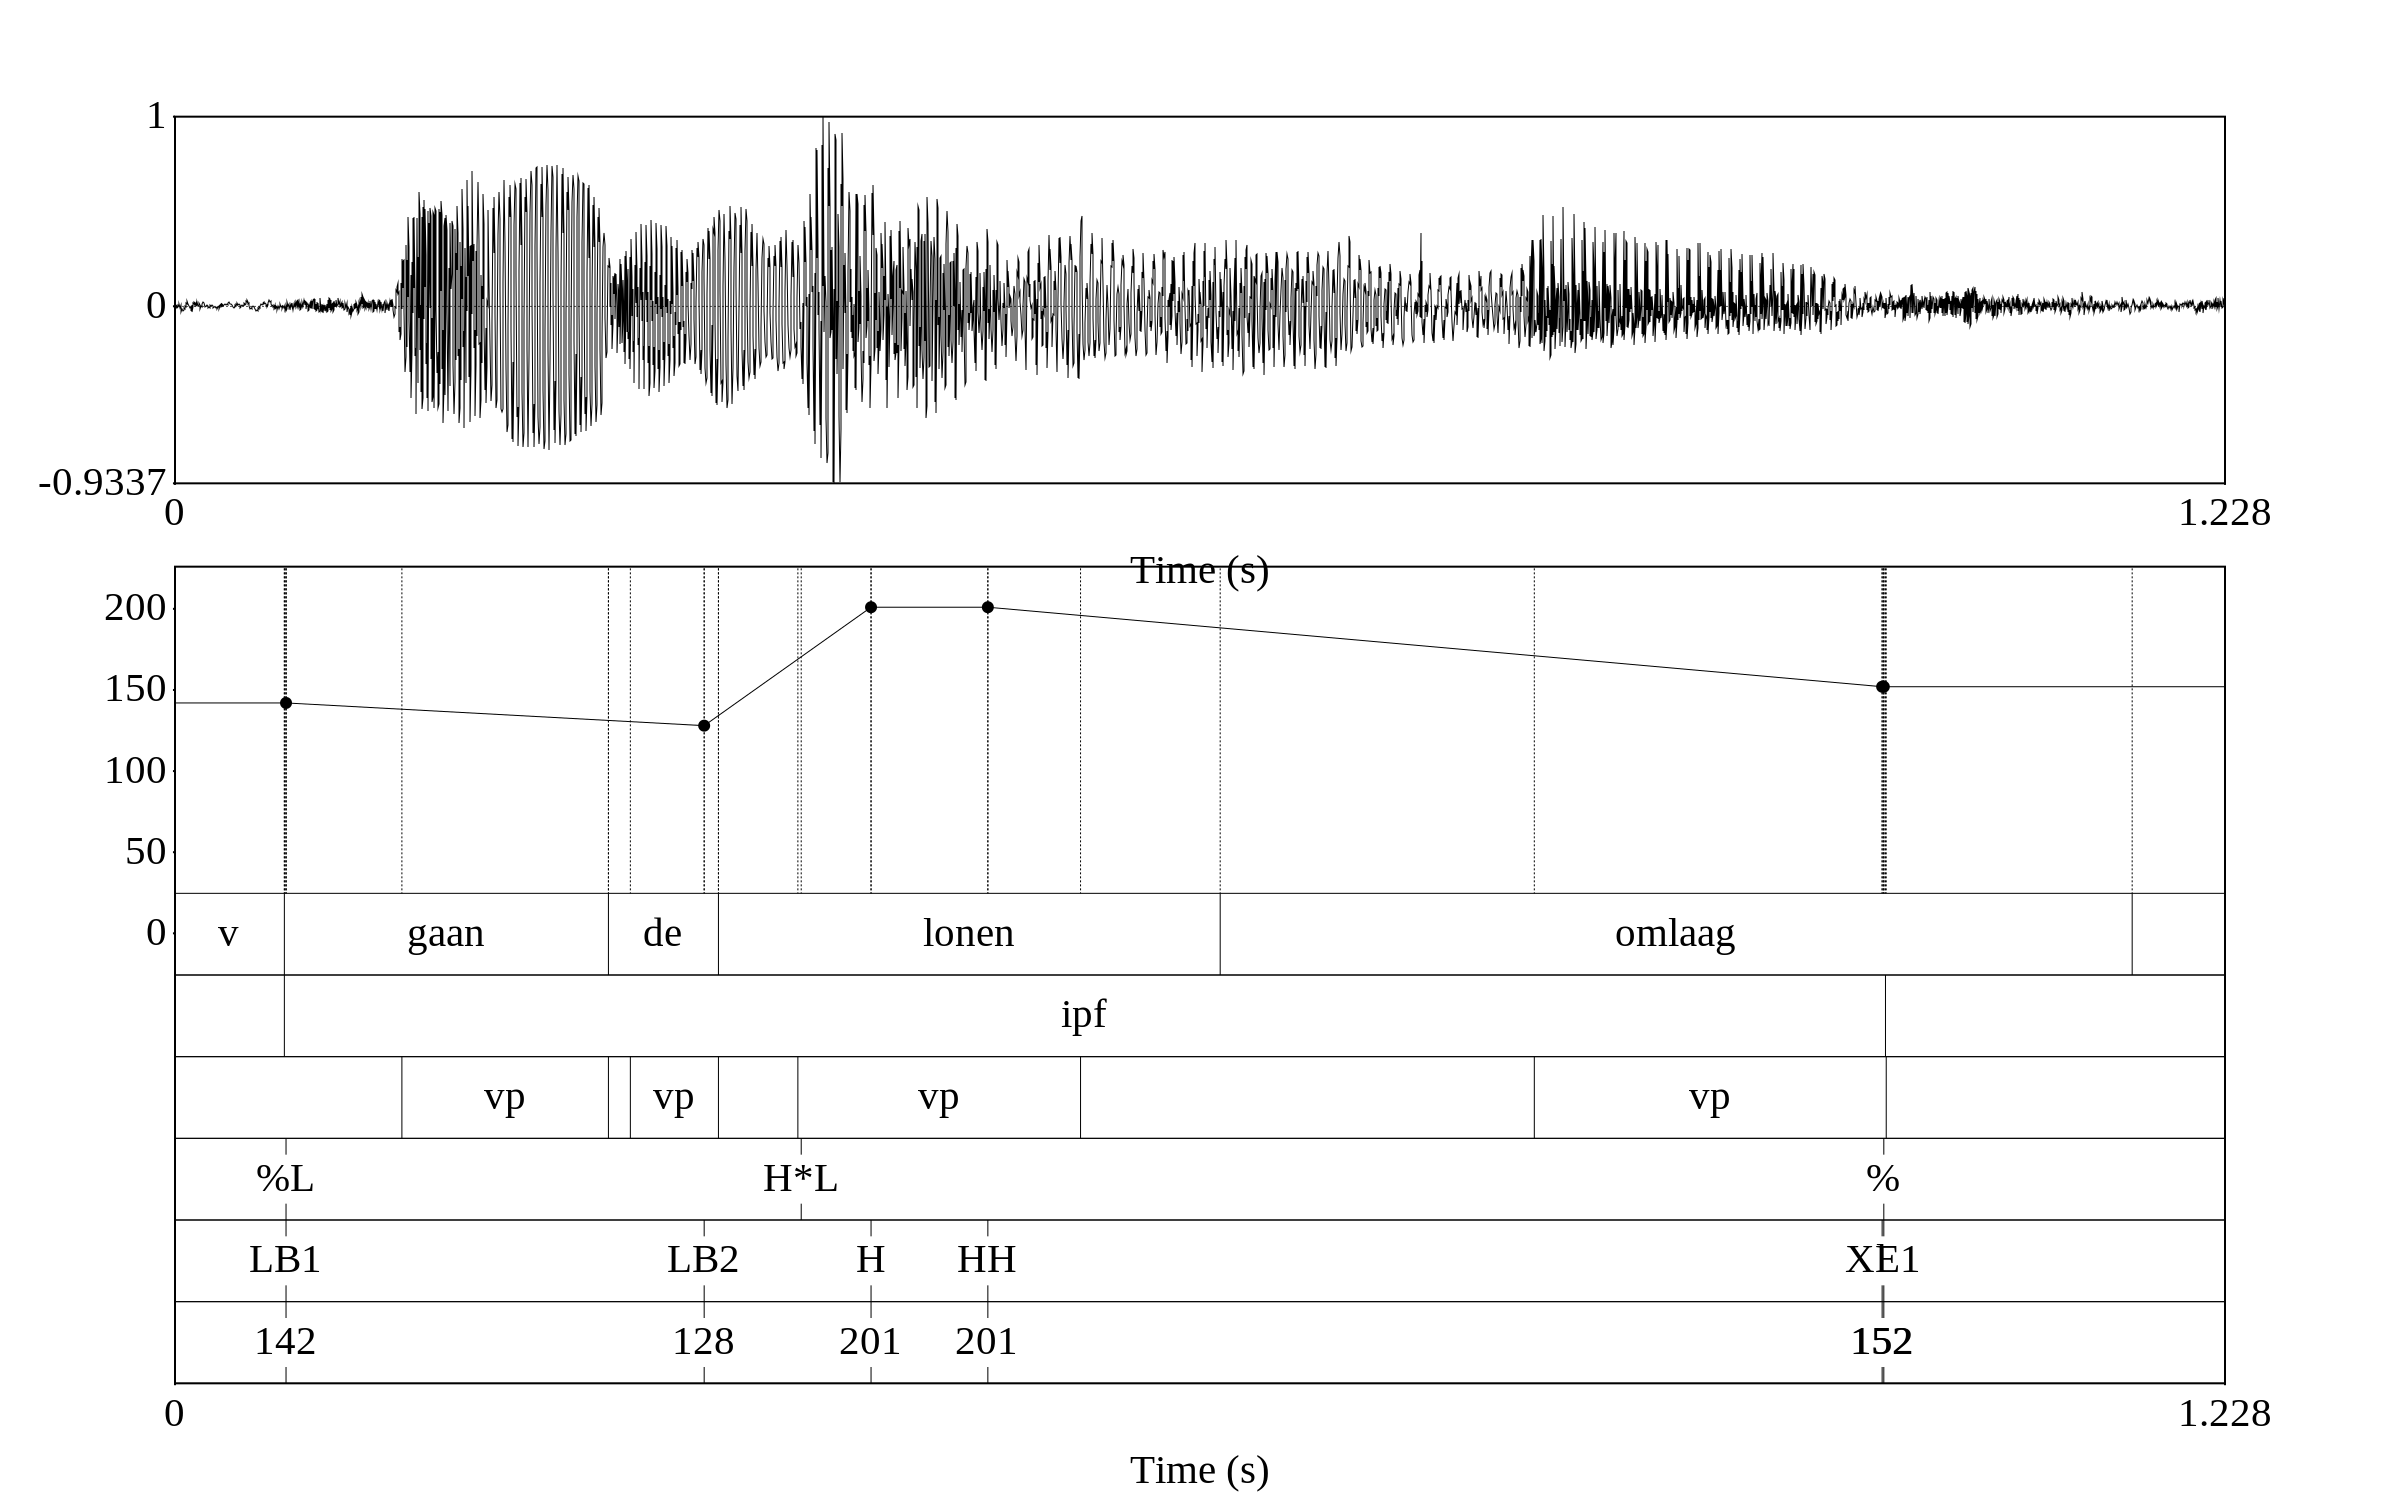 1
0
-0.9337
0 1.228
Time (s)
200
150
100
50
0
v gaan de lonen omlaag
ipf
vp vp vp vp
%L H*L %
LB1 LB2 H HH XE1
142 128 201 201 152
0 1.228
Time (s)